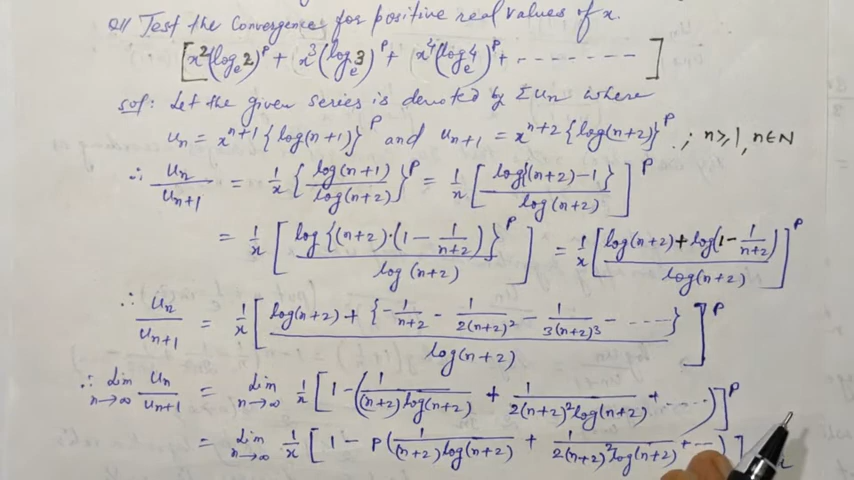 Q11 Test the Convergence for positive real values of x.
[x²(logₑ2)ᵖ + x³(logₑ3)ᵖ + x⁴(logₑ4)ᵖ + - - - - - - - ]
Solⁿ: Let the given series is denoted by Σuₙ where
uₙ = xⁿ⁺¹{log(n+1)}ᵖ and uₙ₊₁ = xⁿ⁺²{log(n+2)}ᵖ ; n≥1, n∈N
∴ uₙ/uₙ₊₁ = 1/x {log(n+1)/log(n+2)}ᵖ = 1/x [log{(n+2)-1}/log(n+2)]ᵖ
= 1/x [log{(n+2)·(1 - 1/(n+2))}/log(n+2)]ᵖ = 1/x [(log(n+2) + log(1 - 1/(n+2)))/log(n+2)]ᵖ
∴ uₙ/uₙ₊₁ = 1/x [(log(n+2) + {-1/(n+2) - 1/(2(n+2)²) - 1/(3(n+2)³) - - - - -})/log(n+2)]ᵖ
∴ lim n→∞ uₙ/uₙ₊₁ = lim n→∞ 1/x [1 - (1/((n+2)log(n+2)) + 1/(2(n+2)²log(n+2)) + - - - -)]ᵖ
= lim n→∞ 1/x [1 - p(1/((n+2)log(n+2)) + 1/(2(n+2)²log(n+2)) + - - -)